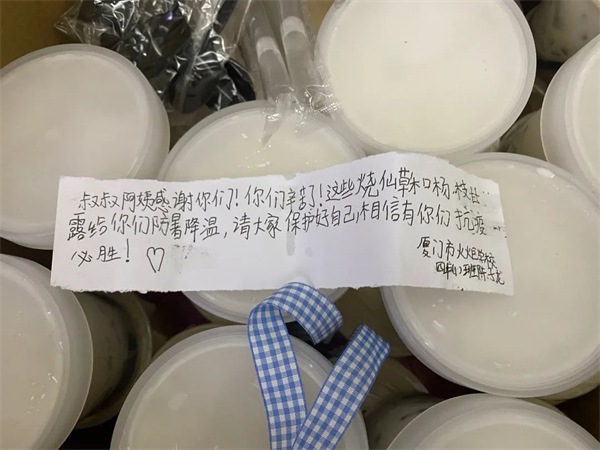 叔叔阿姨感谢你们!你们辛苦!这些烧仙草和杨枝甘
露给你们防暑降温,请大家保护好自己,相信有你们抗疫
必胜!♡
厦门市火炬学校
四年